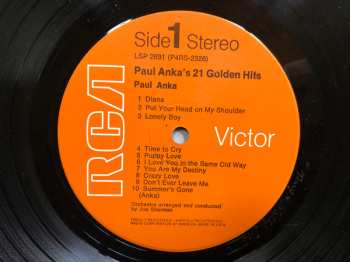 Side 1 Stereo
LSP 2691 (P4RS-2326)
Paul Anka's 21 Golden Hits
Paul Anka
1 Diana
2 Put Your Head on My Shoulder
3 Lonely Boy
RCA
Victor
4 Time to Cry
5 Puppy Love
6 I Love You in the Same Old Way
7 You Are My Destiny
8 Crazy Love
9 Don't Ever Leave Me
10 Summer's Gone
(Anka)
Orchestra arranged and conducted
by Joe Sherman